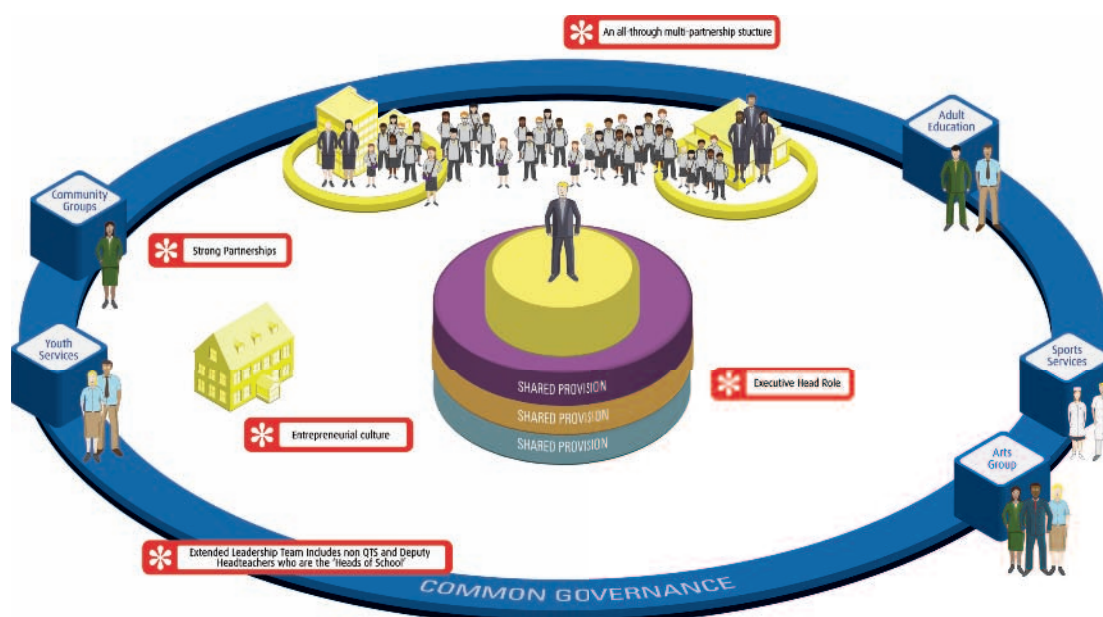 An all-through multi-partnership stucture
Adult
Education
Community
Groups
Strong Partnerships
Youth
Services
Sports
Services
SHARED PROVISION
SHARED PROVISION
SHARED PROVISION
Executive Head Role
Entrepreneurial culture
Arts
Group
Extended Leadership Team Includes non QTS and Deputy
Headteachers who are the 'Heads of School'
COMMON GOVERNANCE